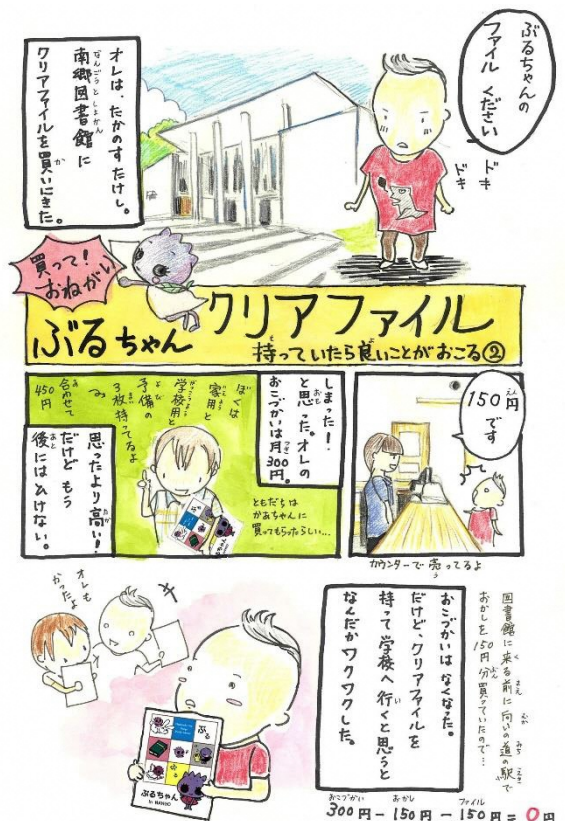 ぶるちゃんの
ファイル ください
ドキ
ドキ
オレは、たかのす たけし。
南郷図書館に
クリアファイルを
買いにきた。
買って!
おねがい
ぶるちゃん クリアファイル
持っていたら良いことがおこる②
150円
です
カウンターで 売ってるよ
しまった!
と思った。オレの
おこづかいは月300円。
ぼくは
家用と
学校用と
予備の
3枚持ってるよ
合わせて
450円
ともだちは
かあちゃんに
買ってもらったらしい…
思ったより高い!
だけど もう
後にはひけない。
図書館に来る前に向いの道の駅で
おかしを150円分買っていたので…
おこづかいはなくなった。
だけど、クリアファイルを
持って 学校へ 行くと思うと
なんだかワクワクした。
オレも
かったよ
ぶるちゃん
in NANGO
おこづかい おかし ファイル
300円-150円-150円=0円